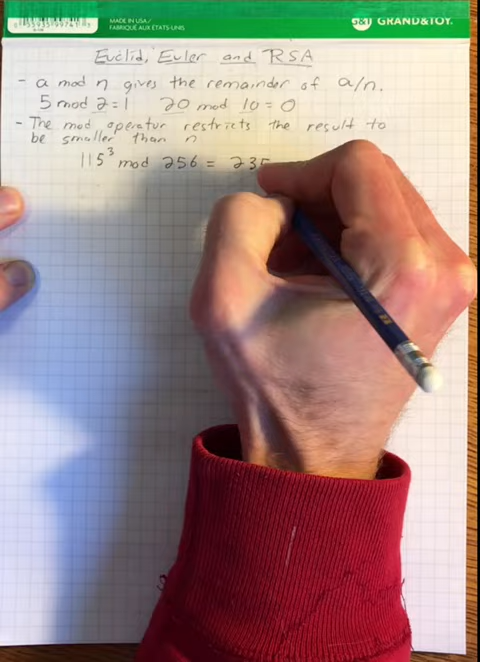 MADE IN USA /
FABRIQUÉ AUX ÉTATS-UNIS
G&T GRAND&TOY.
Euclid, Euler and RSA
- a mod n gives the remainder of a/n.
5 mod 2 = 1 20 mod 10 = 0
- The mod operator restricts the result to
be smaller than n
115³ mod 256 = 235